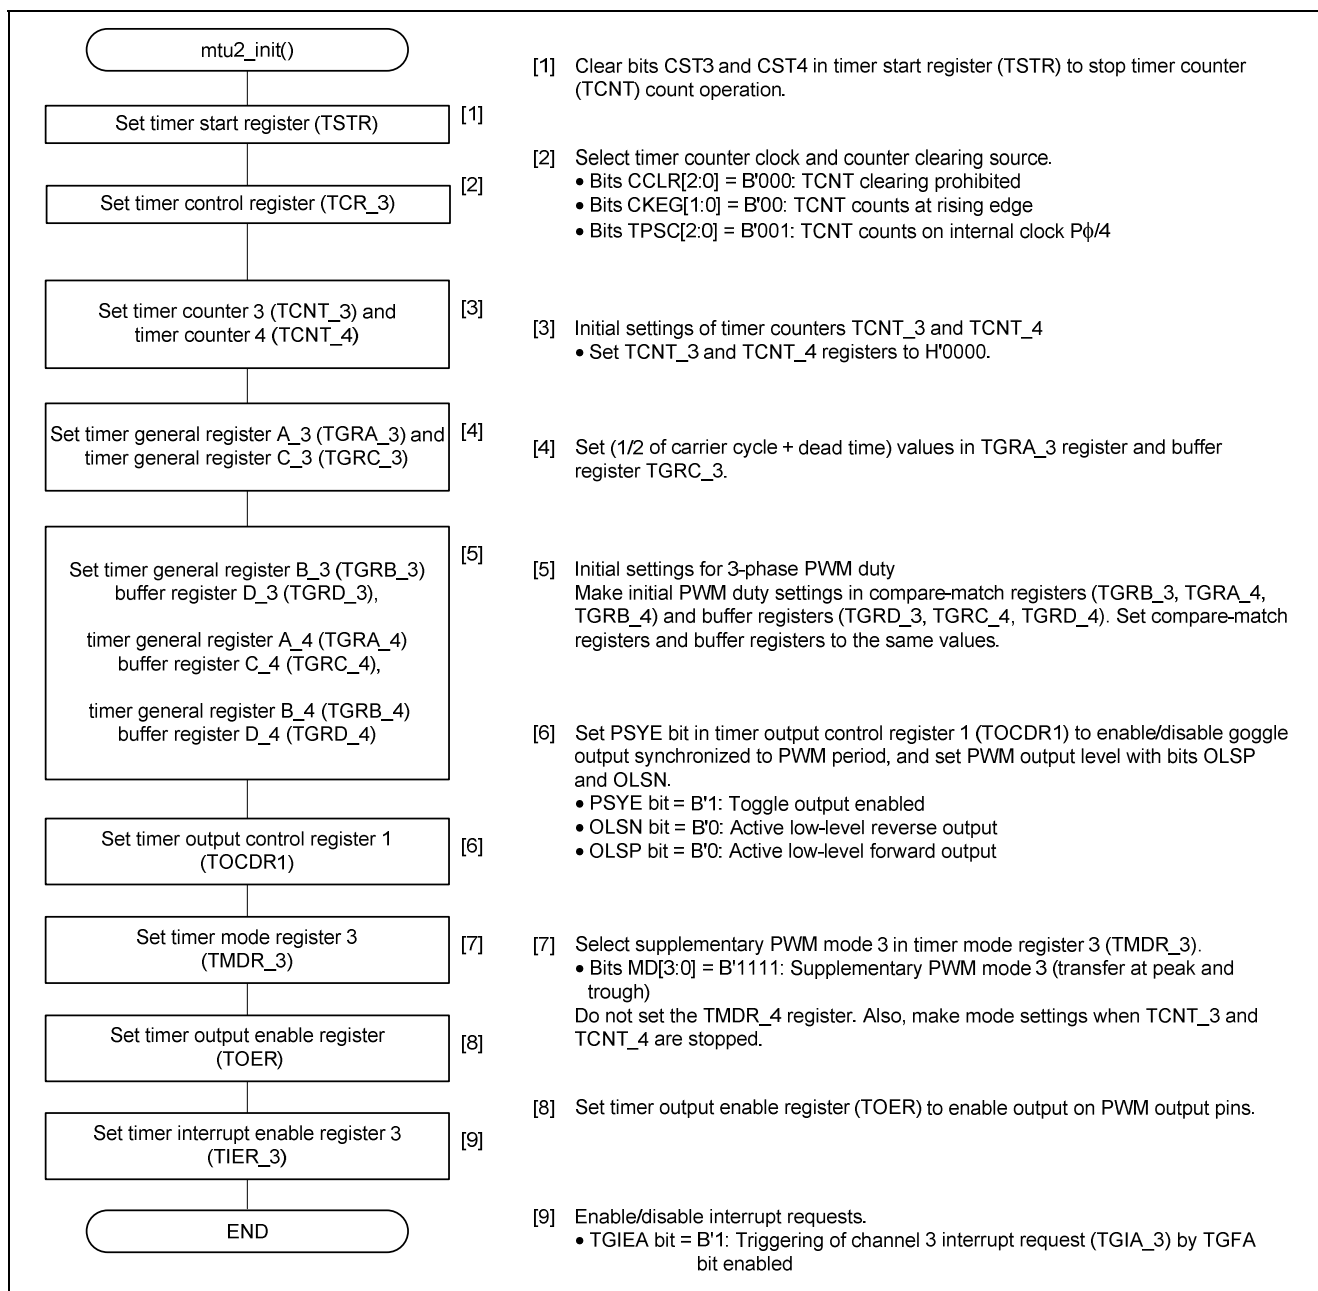 mtu2_init()
Set timer start register (TSTR)
[1]
Set timer control register (TCR_3)
[2]
Set timer counter 3 (TCNT_3) and
timer counter 4 (TCNT_4)
[3]
Set timer general register A_3 (TGRA_3) and
timer general register C_3 (TGRC_3)
[4]
Set timer general register B_3 (TGRB_3)
buffer register D_3 (TGRD_3),
timer general register A_4 (TGRA_4)
buffer register C_4 (TGRC_4),
timer general register B_4 (TGRB_4)
buffer register D_4 (TGRD_4)
[5]
Set timer output control register 1
(TOCDR1)
[6]
Set timer mode register 3
(TMDR_3)
[7]
Set timer output enable register
(TOER)
[8]
Set timer interrupt enable register 3
(TIER_3)
[9]
END
[1] Clear bits CST3 and CST4 in timer start register (TSTR) to stop timer counter
(TCNT) count operation.
[2] Select timer counter clock and counter clearing source.
• Bits CCLR[2:0] = B'000: TCNT clearing prohibited
• Bits CKEG[1:0] = B'00: TCNT counts at rising edge
• Bits TPSC[2:0] = B'001: TCNT counts on internal clock Pϕ/4
[3] Initial settings of timer counters TCNT_3 and TCNT_4
• Set TCNT_3 and TCNT_4 registers to H'0000.
[4] Set (1/2 of carrier cycle + dead time) values in TGRA_3 register and buffer
register TGRC_3.
[5] Initial settings for 3-phase PWM duty
Make initial PWM duty settings in compare-match registers (TGRB_3, TGRA_4,
TGRB_4) and buffer registers (TGRD_3, TGRC_4, TGRD_4). Set compare-match
registers and buffer registers to the same values.
[6] Set PSYE bit in timer output control register 1 (TOCDR1) to enable/disable goggle
output synchronized to PWM period, and set PWM output level with bits OLSP
and OLSN.
• PSYE bit = B'1: Toggle output enabled
• OLSN bit = B'0: Active low-level reverse output
• OLSP bit = B'0: Active low-level forward output
[7] Select supplementary PWM mode 3 in timer mode register 3 (TMDR_3).
• Bits MD[3:0] = B'1111: Supplementary PWM mode 3 (transfer at peak and
trough)
Do not set the TMDR_4 register. Also, make mode settings when TCNT_3 and
TCNT_4 are stopped.
[8] Set timer output enable register (TOER) to enable output on PWM output pins.
[9] Enable/disable interrupt requests.
• TGIEA bit = B'1: Triggering of channel 3 interrupt request (TGIA_3) by TGFA
bit enabled